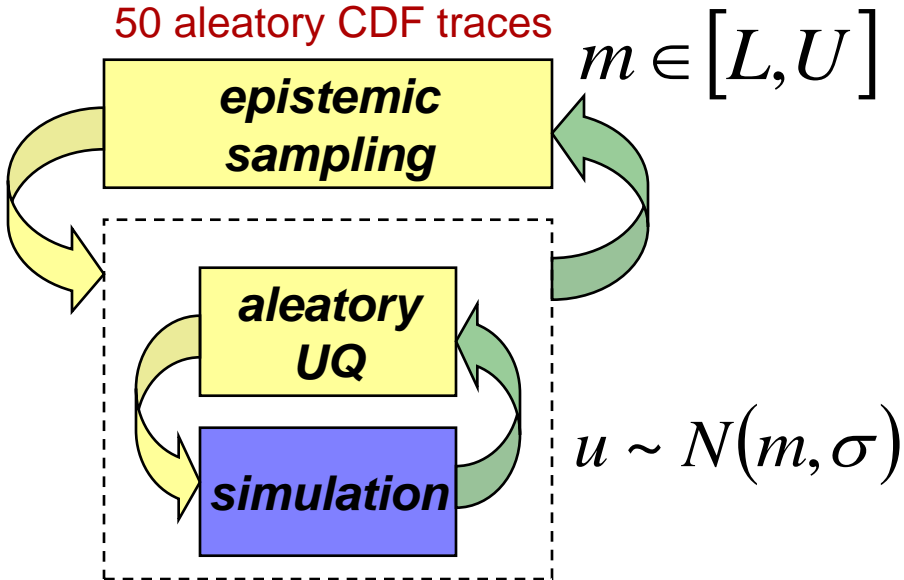 50 aleatory CDF traces
m ∈ [L, U]
epistemic
sampling
aleatory
UQ
u ~ N(m, σ)
simulation